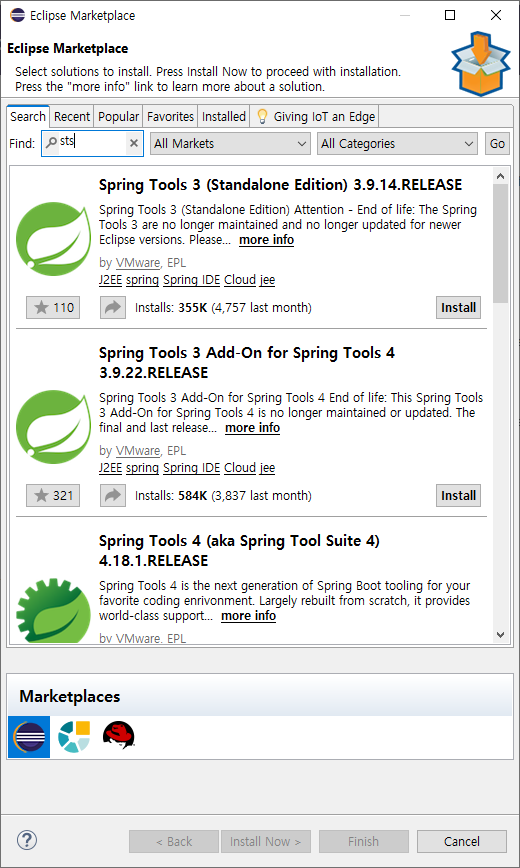 Eclipse Marketplace
Eclipse Marketplace
Select solutions to install. Press Install Now to proceed with installation.
Press the "more info" link to learn more about a solution.
Search Recent Popular Favorites Installed Giving IoT an Edge
Find: sts All Markets All Categories Go
Spring Tools 3 (Standalone Edition) 3.9.14.RELEASE
Spring Tools 3 (Standalone Edition) Attention - End of life: The Spring
Tools 3 are no longer maintained and no longer updated for newer
Eclipse versions. Please... more info
by VMware, EPL
J2EE spring Spring IDE Cloud jee
110 Installs: 355K (4,757 last month) Install
Spring Tools 3 Add-On for Spring Tools 4
3.9.22.RELEASE
Spring Tools 3 Add-On for Spring Tools 4 End of life: This Spring Tools
3 Add-On for Spring Tools 4 is no longer maintained or updated. The
final and last release... more info
by VMware, EPL
J2EE spring Spring IDE Cloud jee
321 Installs: 584K (3,837 last month) Install
Spring Tools 4 (aka Spring Tool Suite 4)
4.18.1.RELEASE
Spring Tools 4 is the next generation of Spring Boot tooling for your
favorite coding enrivonment. Largely rebuilt from scratch, it provides
world-class support... more info
by VMware, EPL
Marketplaces
? < Back Install Now > Finish Cancel